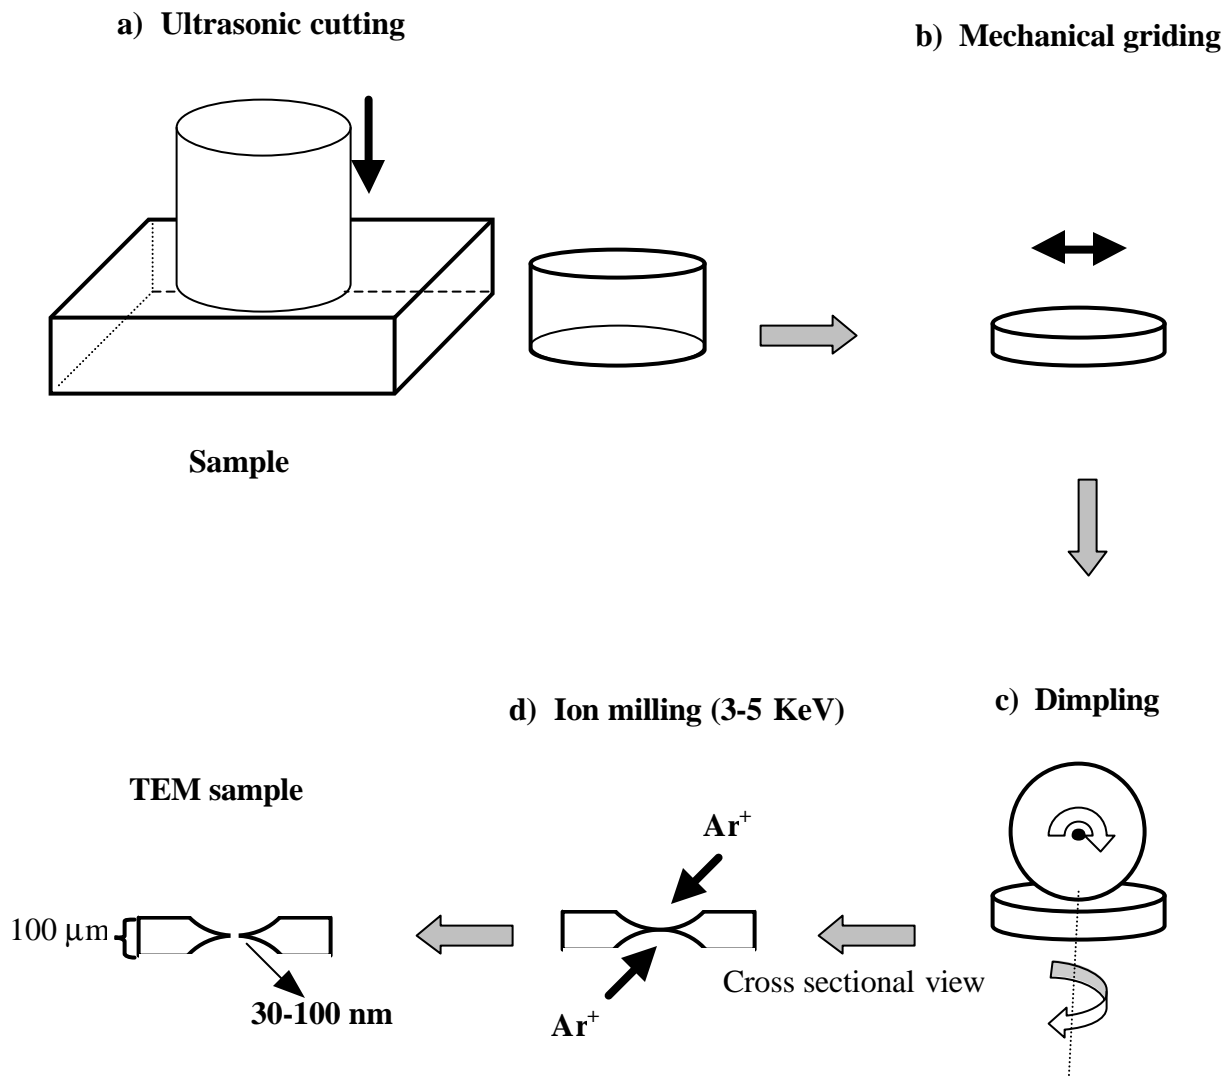 a) Ultrasonic cutting
b) Mechanical griding
Sample
c) Dimpling
d) Ion milling (3-5 KeV)
TEM sample
Ar⁺
100 μm
Cross sectional view
30-100 nm
Ar⁺